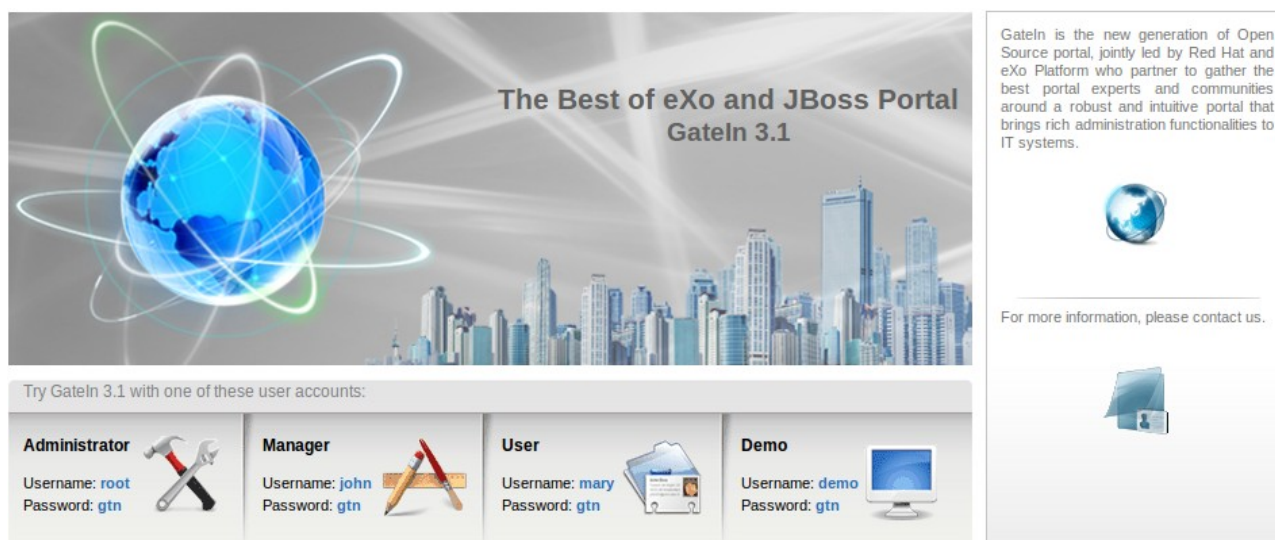 The Best of eXo and JBoss Portal
GateIn 3.1
Try GateIn 3.1 with one of these user accounts:
Administrator
Username: root
Password: gtn
Manager
Username: john
Password: gtn
User
Username: mary
Password: gtn
Demo
Username: demo
Password: gtn
GateIn is the new generation of Open
Source portal, jointly led by Red Hat and
eXo Platform who partner to gather the
best portal experts and communities
around a robust and intuitive portal that
brings rich administration functionalities to
IT systems.
For more information, please contact us.